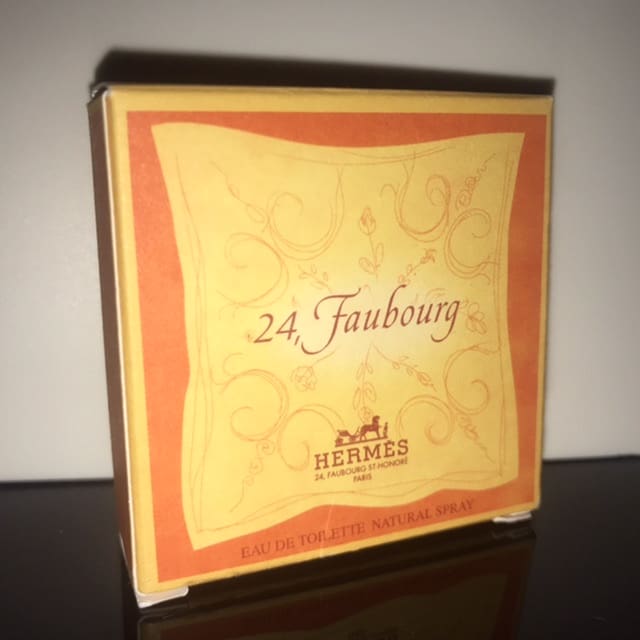 24, Faubourg
HERMÈS
24, FAUBOURG ST-HONORÉ
PARIS
EAU DE TOILETTE NATURAL SPRAY